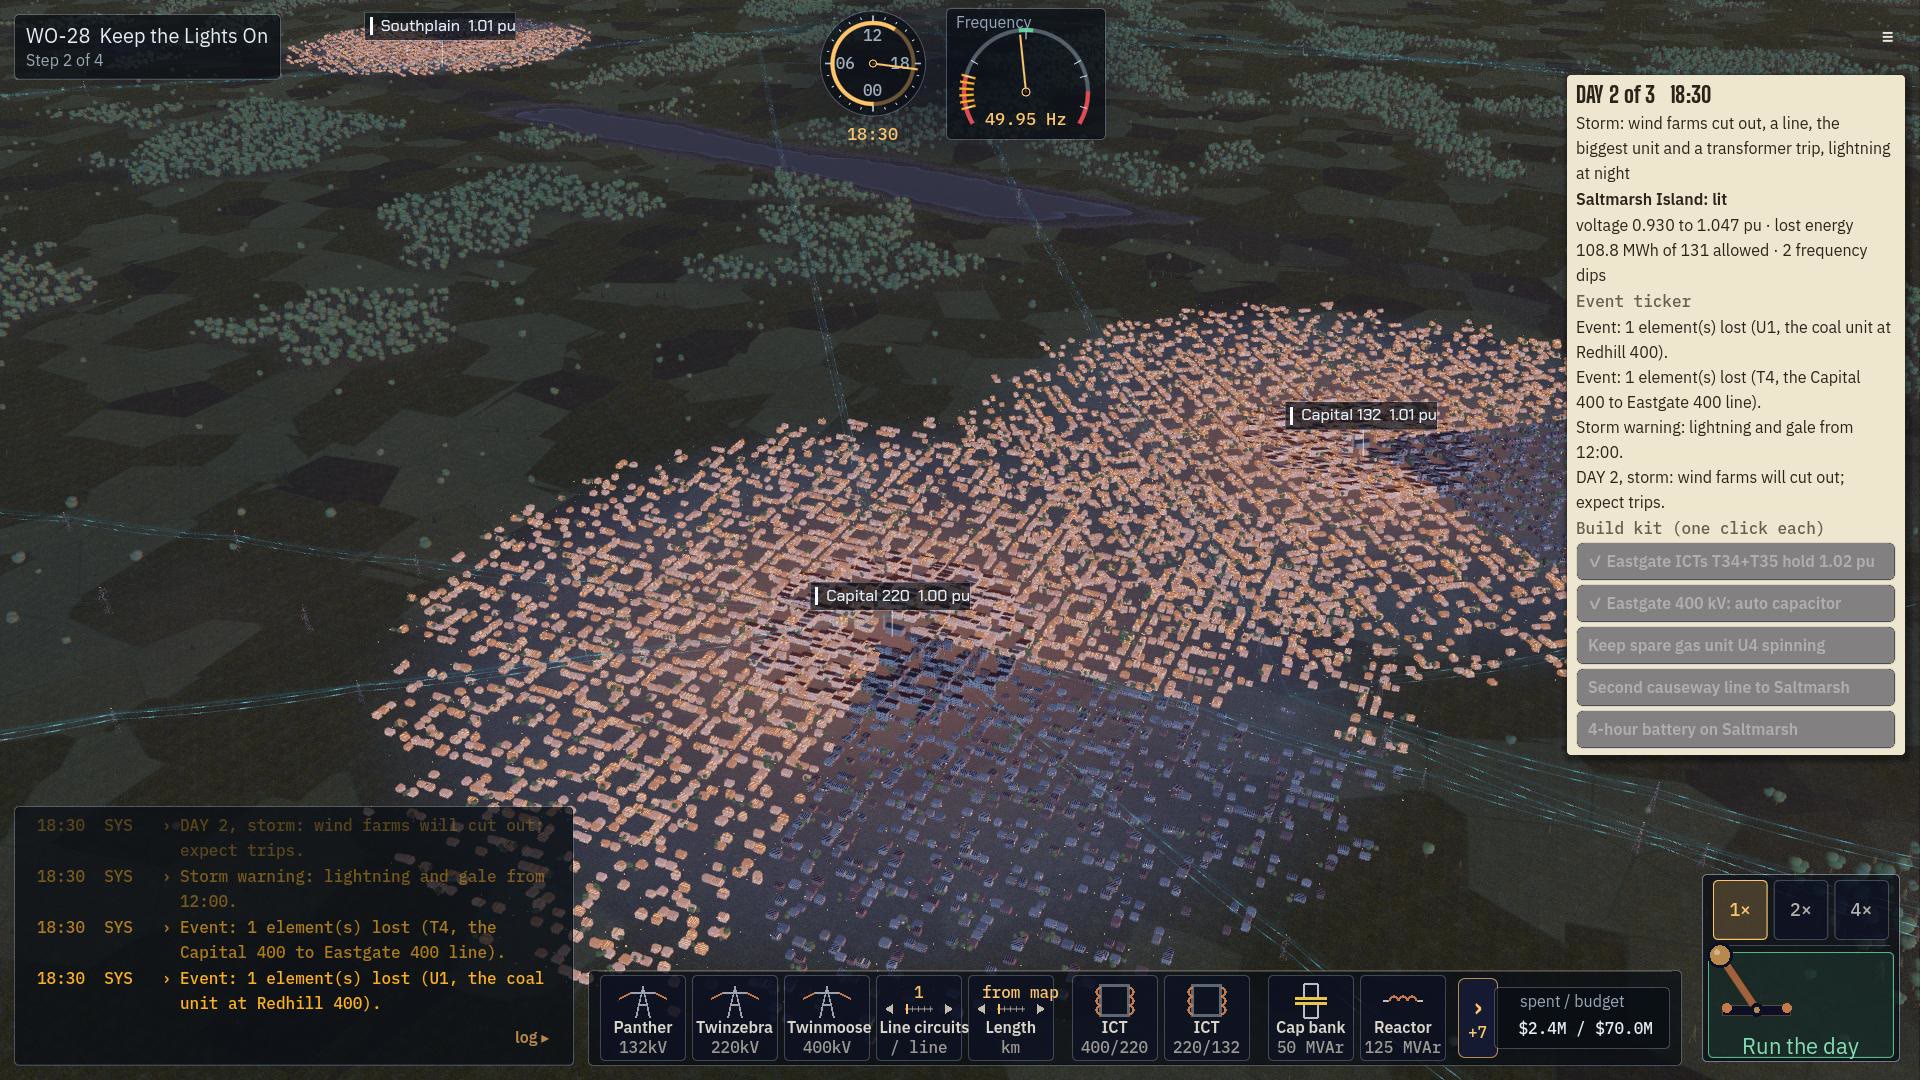 WO-28 Keep the Lights On
Step 2 of 4
Southplain 1.01 pu
12
06
18
00
18:30
Frequency
49.95 Hz
≡
DAY 2 of 3 18:30
Storm: wind farms cut out, a line, the
biggest unit and a transformer trip, lightning
at night
Saltmarsh Island: lit
voltage 0.930 to 1.047 pu · lost energy
108.8 MWh of 131 allowed · 2 frequency
dips
Event ticker
Event: 1 element(s) lost (U1, the coal unit at
Redhill 400).
Event: 1 element(s) lost (T4, the Capital
400 to Eastgate 400 line).
Storm warning: lightning and gale from
12:00.
DAY 2, storm: wind farms will cut out;
expect trips.
Build kit (one click each)
✓ Eastgate ICTs T34+T35 hold 1.02 pu
✓ Eastgate 400 kV: auto capacitor
Keep spare gas unit U4 spinning
Second causeway line to Saltmarsh
4-hour battery on Saltmarsh
Capital 132 1.01 pu
Capital 220 1.00 pu
18:30 SYS › DAY 2, storm: wind farms will cut out;
expect trips.
18:30 SYS › Storm warning: lightning and gale from
12:00.
18:30 SYS › Event: 1 element(s) lost (T4, the
Capital 400 to Eastgate 400 line).
18:30 SYS › Event: 1 element(s) lost (U1, the coal
unit at Redhill 400).
log ▸
Panther
132kV
Twinzebra
220kV
Twinmoose
400kV
1
Line circuits
/ line
from map
Length
km
ICT
400/220
ICT
220/132
Cap bank
50 MVAr
Reactor
125 MVAr
›
+7
spent / budget
$2.4M / $70.0M
1×
2×
4×
Run the day